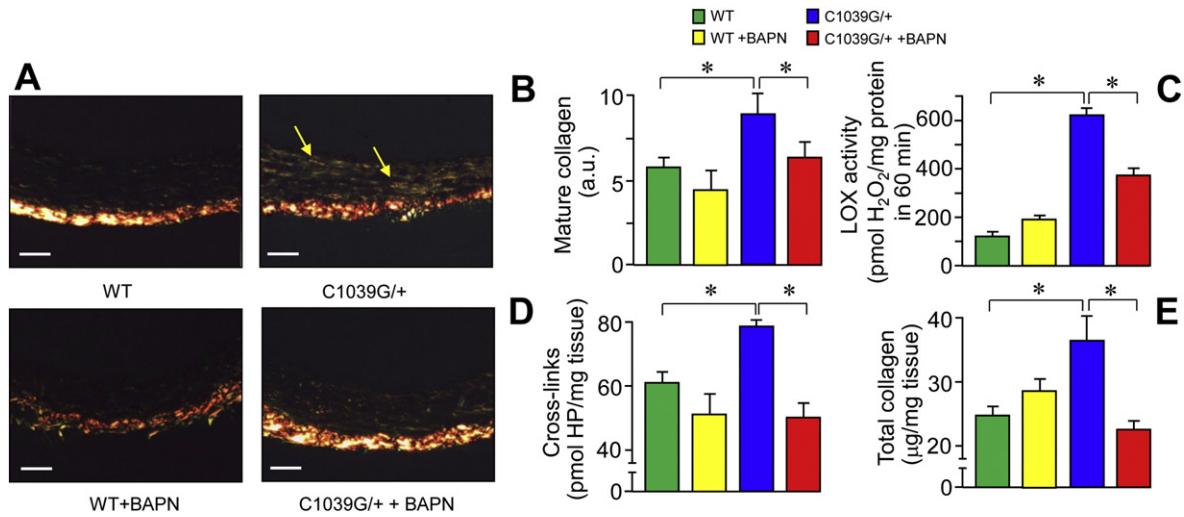 WT
C1039G/+
WT +BAPN
C1039G/+ +BAPN
A
WT
C1039G/+
WT+BAPN
C1039G/+ + BAPN
B
Mature collagen
(a.u.)
10
5
0
*
*
C
LOX activity
(pmol H₂O₂/mg protein
in 60 min)
600
400
200
0
*
*
D
Cross-links
(pmol HP/mg tissue)
80
60
40
0
*
*
E
Total collagen
(μg/mg tissue)
40
30
20
0
*
*